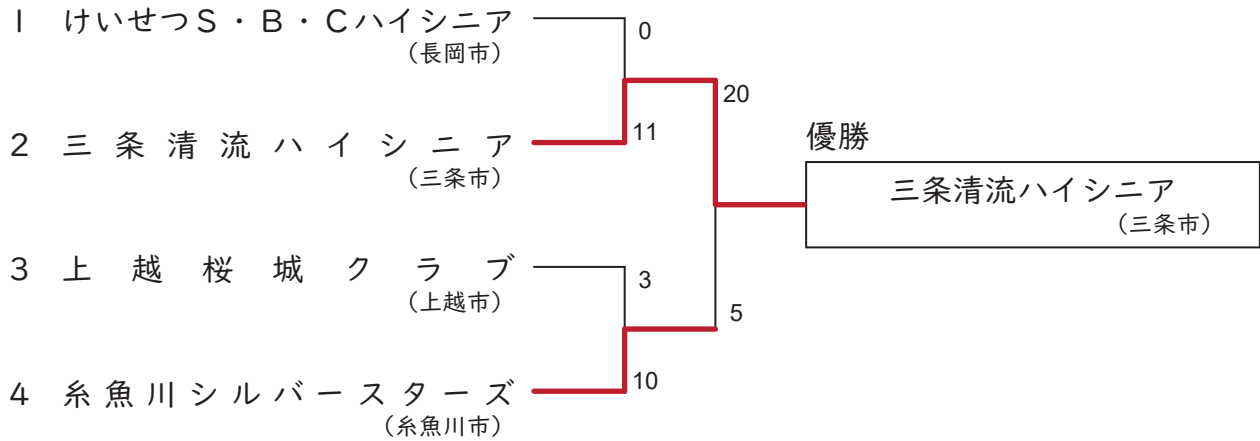 1 けいせつS・B・Cハイシニア
(長岡市)
0
20
2 三条清流ハイシニア
(三条市)
11
優勝
三条清流ハイシニア
(三条市)
3 上越桜城クラブ
(上越市)
3
5
4 糸魚川シルバースターズ
(糸魚川市)
10